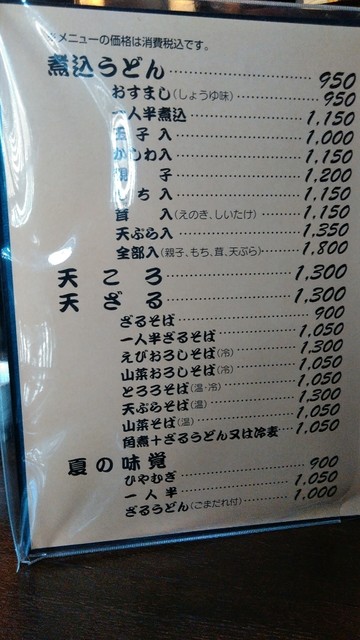 ※メニューの価格は消費税込です。
煮込うどん 950
おすまし(しょうゆ味) 950
一人半煮込 1,150
玉子入 1,000
かしわ入 1,150
親子 1,200
もち入 1,150
茸入(えのき、しいたけ) 1,150
天ぷら入 1,350
全部入(親子、もち、茸、天ぷら) 1,800
天ころ 1,300
天ざる 1,300
ざるそば 900
一人半ざるそば 1,050
えびおろしそば(冷) 1,300
山菜おろしそば(冷) 1,050
とろろそば(温・冷) 1,050
天ぷらそば(温) 1,300
山菜そば(温) 1,050
角煮+ざるうどん又は冷麦 1,050
夏の味覚
ひやむぎ 900
一人半 1,050
ざるうどん(ごまだれ付) 1,000